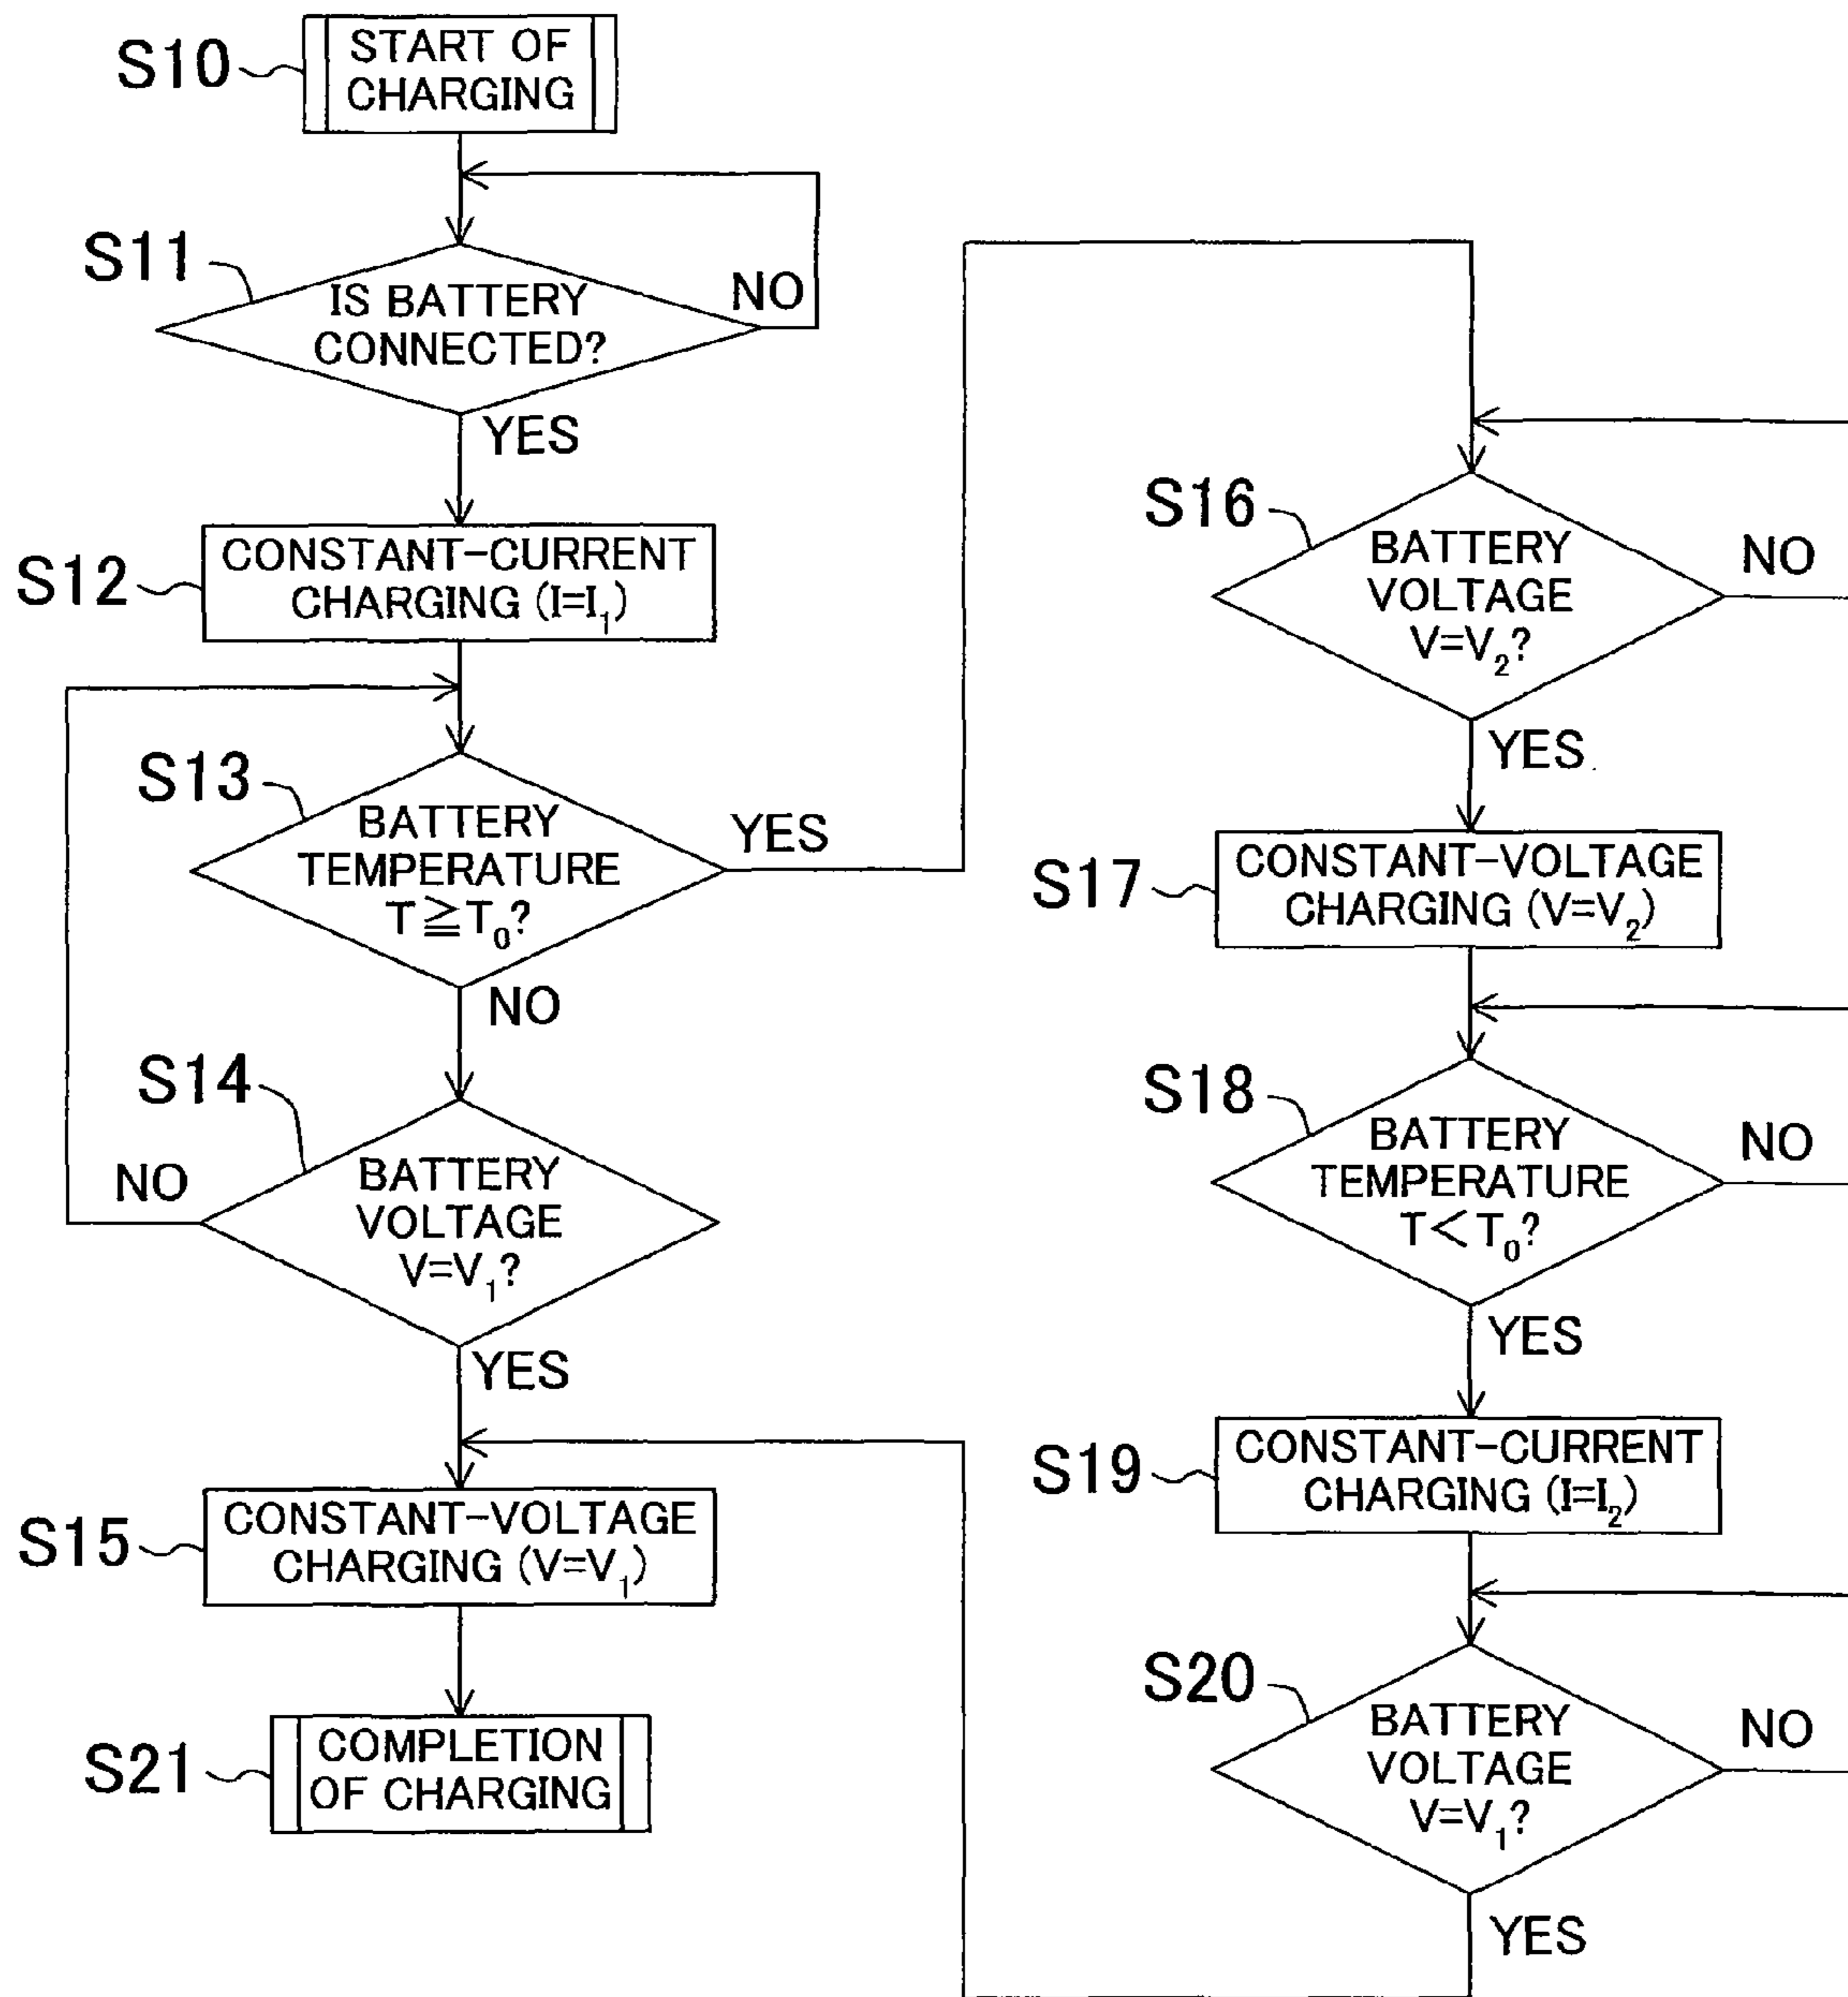 S10
START OF
CHARGING
S11
IS BATTERY
CONNECTED?
NO
YES
S12
CONSTANT-CURRENT
CHARGING (I=I₁)
S13
BATTERY
TEMPERATURE
T≧T₀?
YES
NO
S14
BATTERY
VOLTAGE
V=V₁?
NO
YES
S15
CONSTANT-VOLTAGE
CHARGING (V=V₁)
S21
COMPLETION
OF CHARGING
S16
BATTERY
VOLTAGE
V=V₂?
NO
YES
S17
CONSTANT-VOLTAGE
CHARGING (V=V₂)
S18
BATTERY
TEMPERATURE
T<T₀?
NO
YES
S19
CONSTANT-CURRENT
CHARGING (I=I₂)
S20
BATTERY
VOLTAGE
V=V₁?
NO
YES